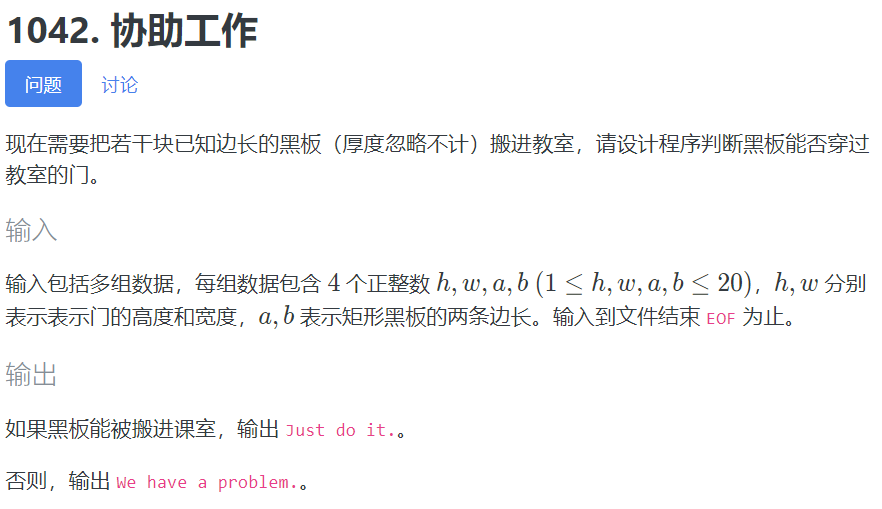 1042. 协助工作
问题 讨论
现在需要把若干块已知边长的黑板（厚度忽略不计）搬进教室，请设计程序判断黑板能否穿过
教室的门。
输入
输入包括多组数据，每组数据包含 4 个正整数 h, w, a, b (1 ≤ h, w, a, b ≤ 20)，h, w 分别
表示表示门的高度和宽度，a, b 表示矩形黑板的两条边长。输入到文件结束 EOF 为止。
输出
如果黑板能被搬进课室，输出 Just do it.。
否则，输出 We have a problem.。